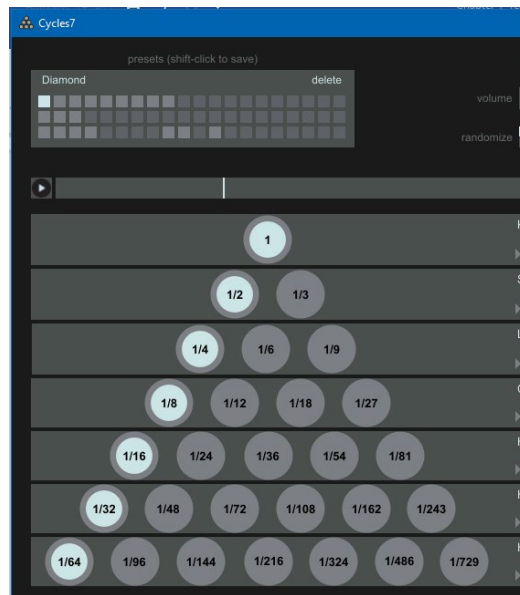 Cycles7
presets (shift-click to save)
Diamond delete
volume
randomize
1
1/2 1/3
1/4 1/6 1/9
1/8 1/12 1/18 1/27
1/16 1/24 1/36 1/54 1/81
1/32 1/48 1/72 1/108 1/162 1/243
1/64 1/96 1/144 1/216 1/324 1/486 1/729